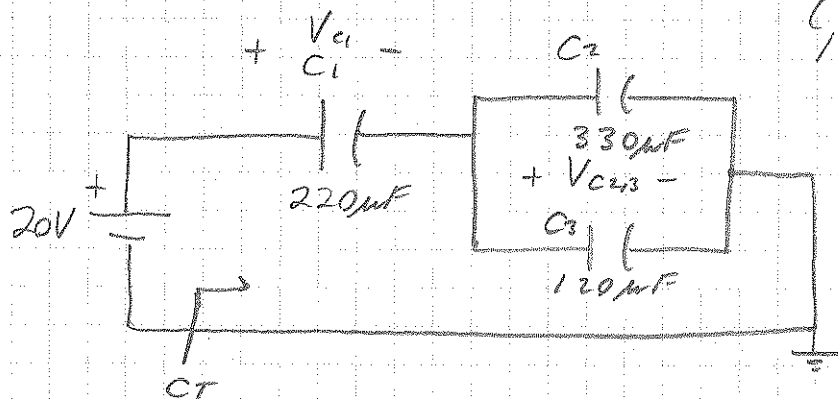 + Vc1 -
C1
220µF
C2
330µF
+ Vc2,3 -
C3
120µF
+
20V
CT